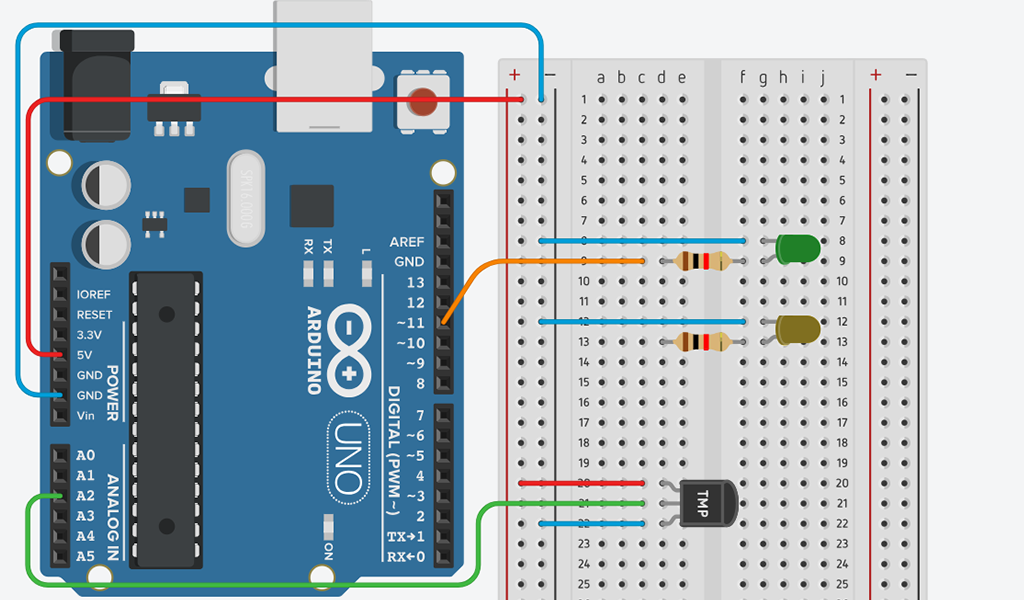 + − a b c d e f g h i j + −
1 1
2 2
3 3
4 4
5 5
6 6
7 7
8 8
9 9
10 10
11 11
12 12
13 13
14 14
15 15
16 16
17 17
18 18
19 19
20 20
21 21
22 22
23 23
24 24
25 25
SPK16.000G
RX TX L
AREF
GND
13
12
~11
~10
~9
8
7
~6
~5
4
~3
2
TX→1
RX←0
DIGITAL (PWM ~)
ARDUINO
UNO
ON
IOREF
RESET
3.3V
5V
GND
GND
Vin
POWER
A0
A1
A2
A3
A4
A5
ANALOG IN
TMP